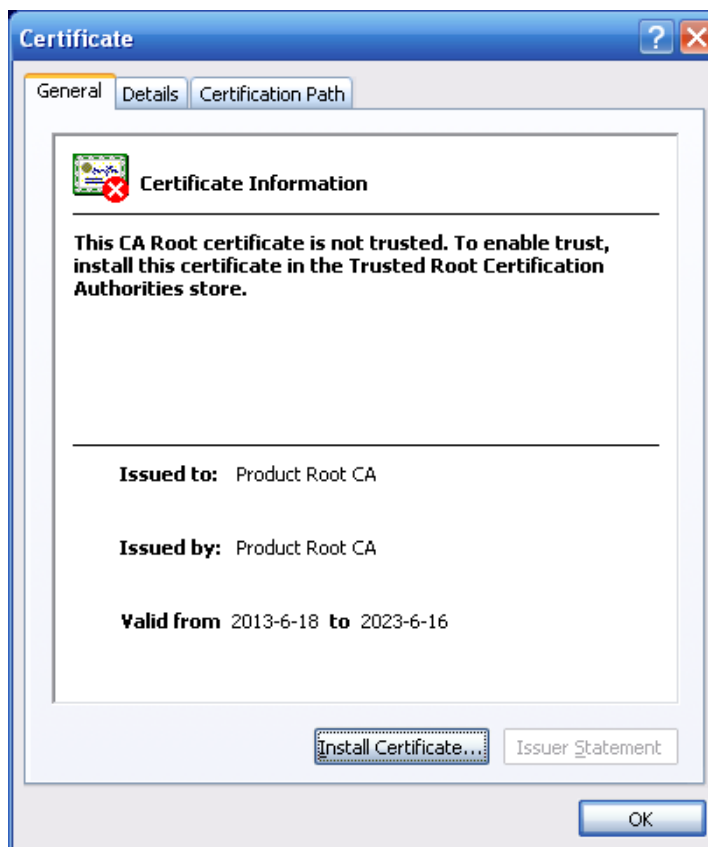 Certificate
General Details Certification Path
Certificate Information
This CA Root certificate is not trusted. To enable trust,
install this certificate in the Trusted Root Certification
Authorities store.
Issued to: Product Root CA
Issued by: Product Root CA
Valid from 2013-6-18 to 2023-6-16
Install Certificate... Issuer Statement
OK